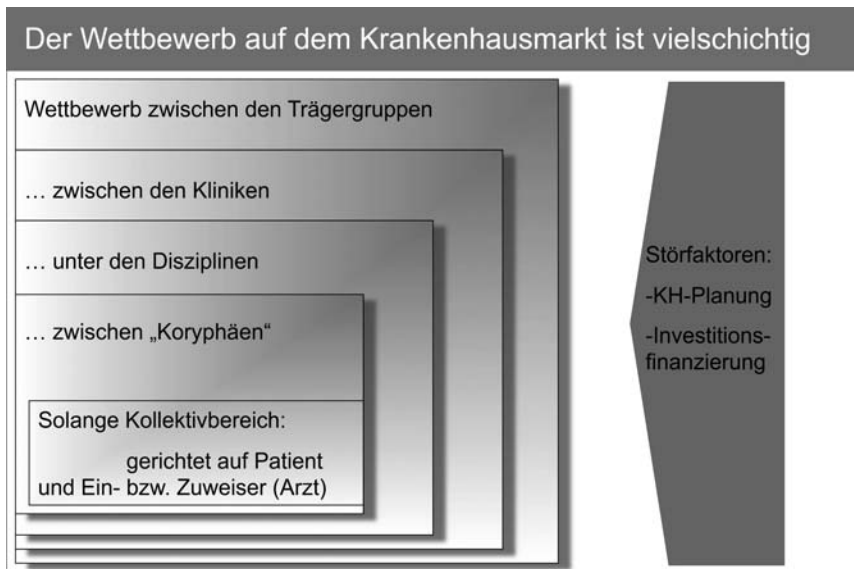 Der Wettbewerb auf dem Krankenhausmarkt ist vielschichtig
Wettbewerb zwischen den Trägergruppen
… zwischen den Kliniken
… unter den Disziplinen
… zwischen „Koryphäen“
Solange Kollektivbereich:
gerichtet auf Patient
und Ein- bzw. Zuweiser (Arzt)
Störfaktoren:
-KH-Planung
-Investitions-
finanzierung